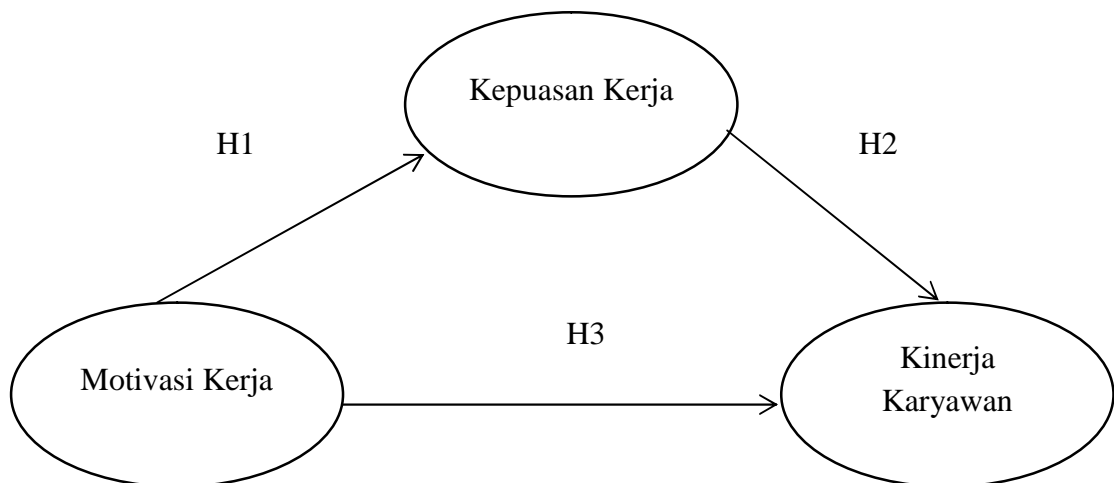 Kepuasan Kerja
H1
H2
H3
Motivasi Kerja
Kinerja
Karyawan